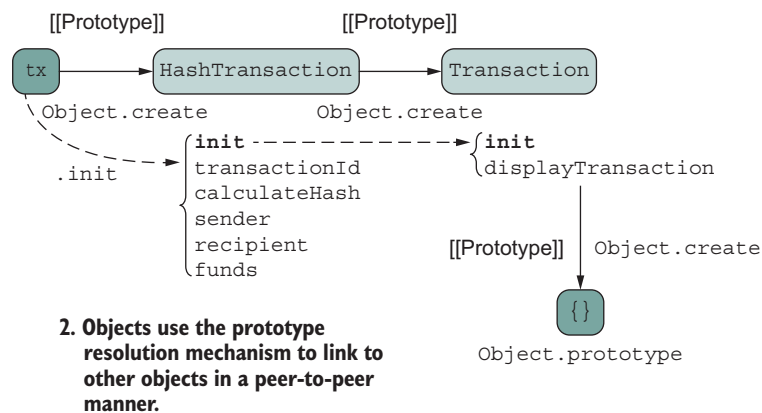 [[Prototype]] [[Prototype]]
tx HashTransaction Transaction
Object.create Object.create
.init
init init
transactionId displayTransaction
calculateHash
sender
recipient
funds
[[Prototype]] Object.create
{}
Object.prototype
2. Objects use the prototype
resolution mechanism to link to
other objects in a peer-to-peer
manner.